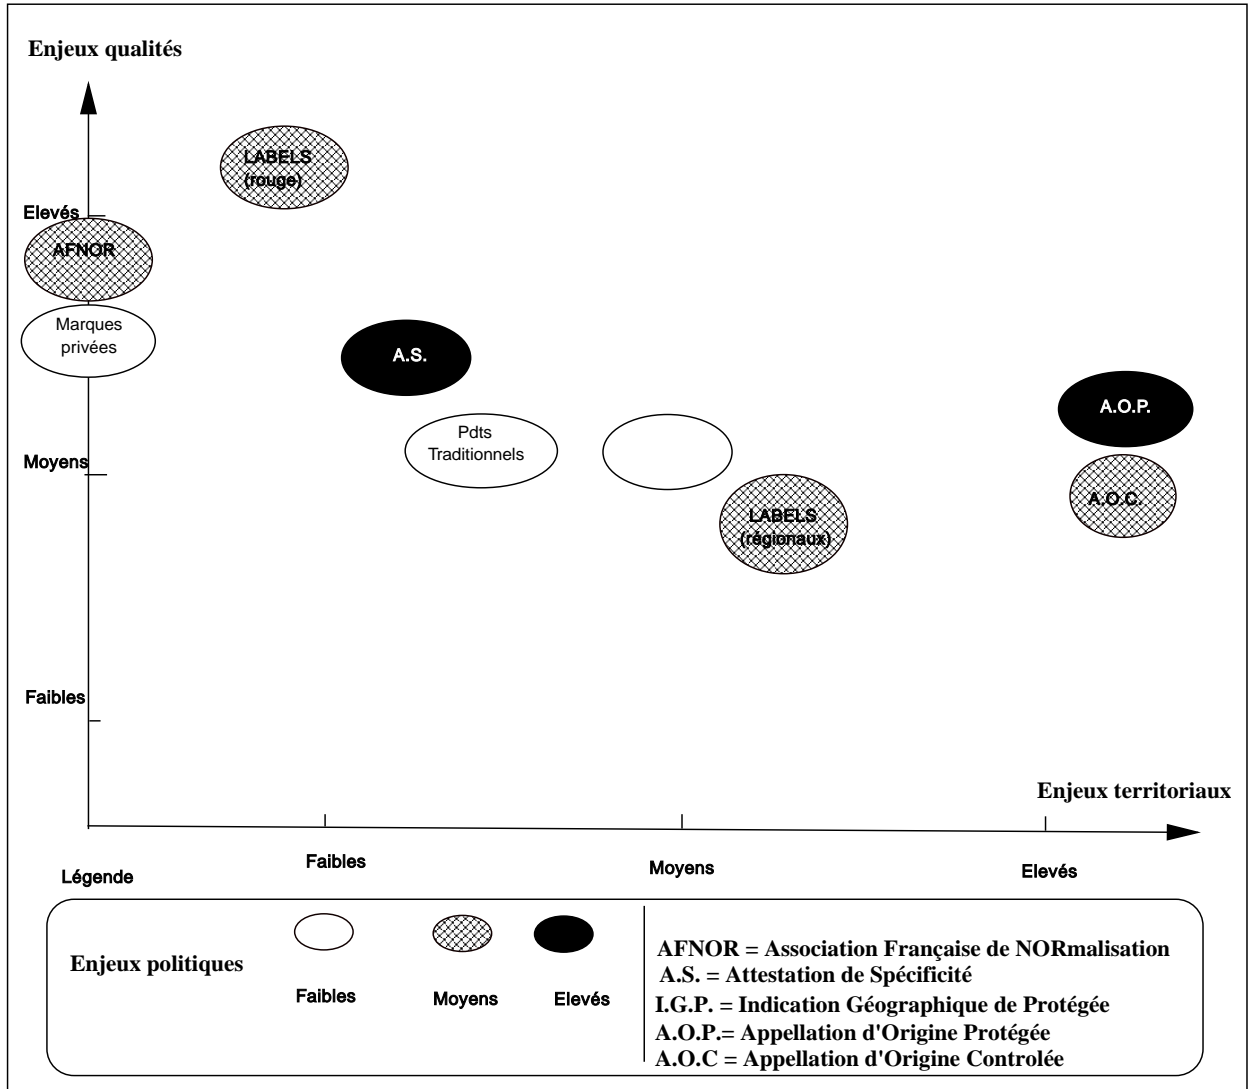 Enjeux qualités
LABELS
(rouge)
Elevés
AFNOR
Marques
privées
A.S.
A.O.P.
Pdts
Traditionnels
Moyens
A.O.C.
LABELS
(régionaux)
Faibles
Enjeux territoriaux
Faibles
Moyens
Elevés
Légende
Enjeux politiques
Faibles
Moyens
Elevés
AFNOR = Association Française de NORmalisation
A.S. = Attestation de Spécificité
I.G.P. = Indication Géographique de Protégée
A.O.P.= Appellation d'Origine Protégée
A.O.C = Appellation d'Origine Controlée